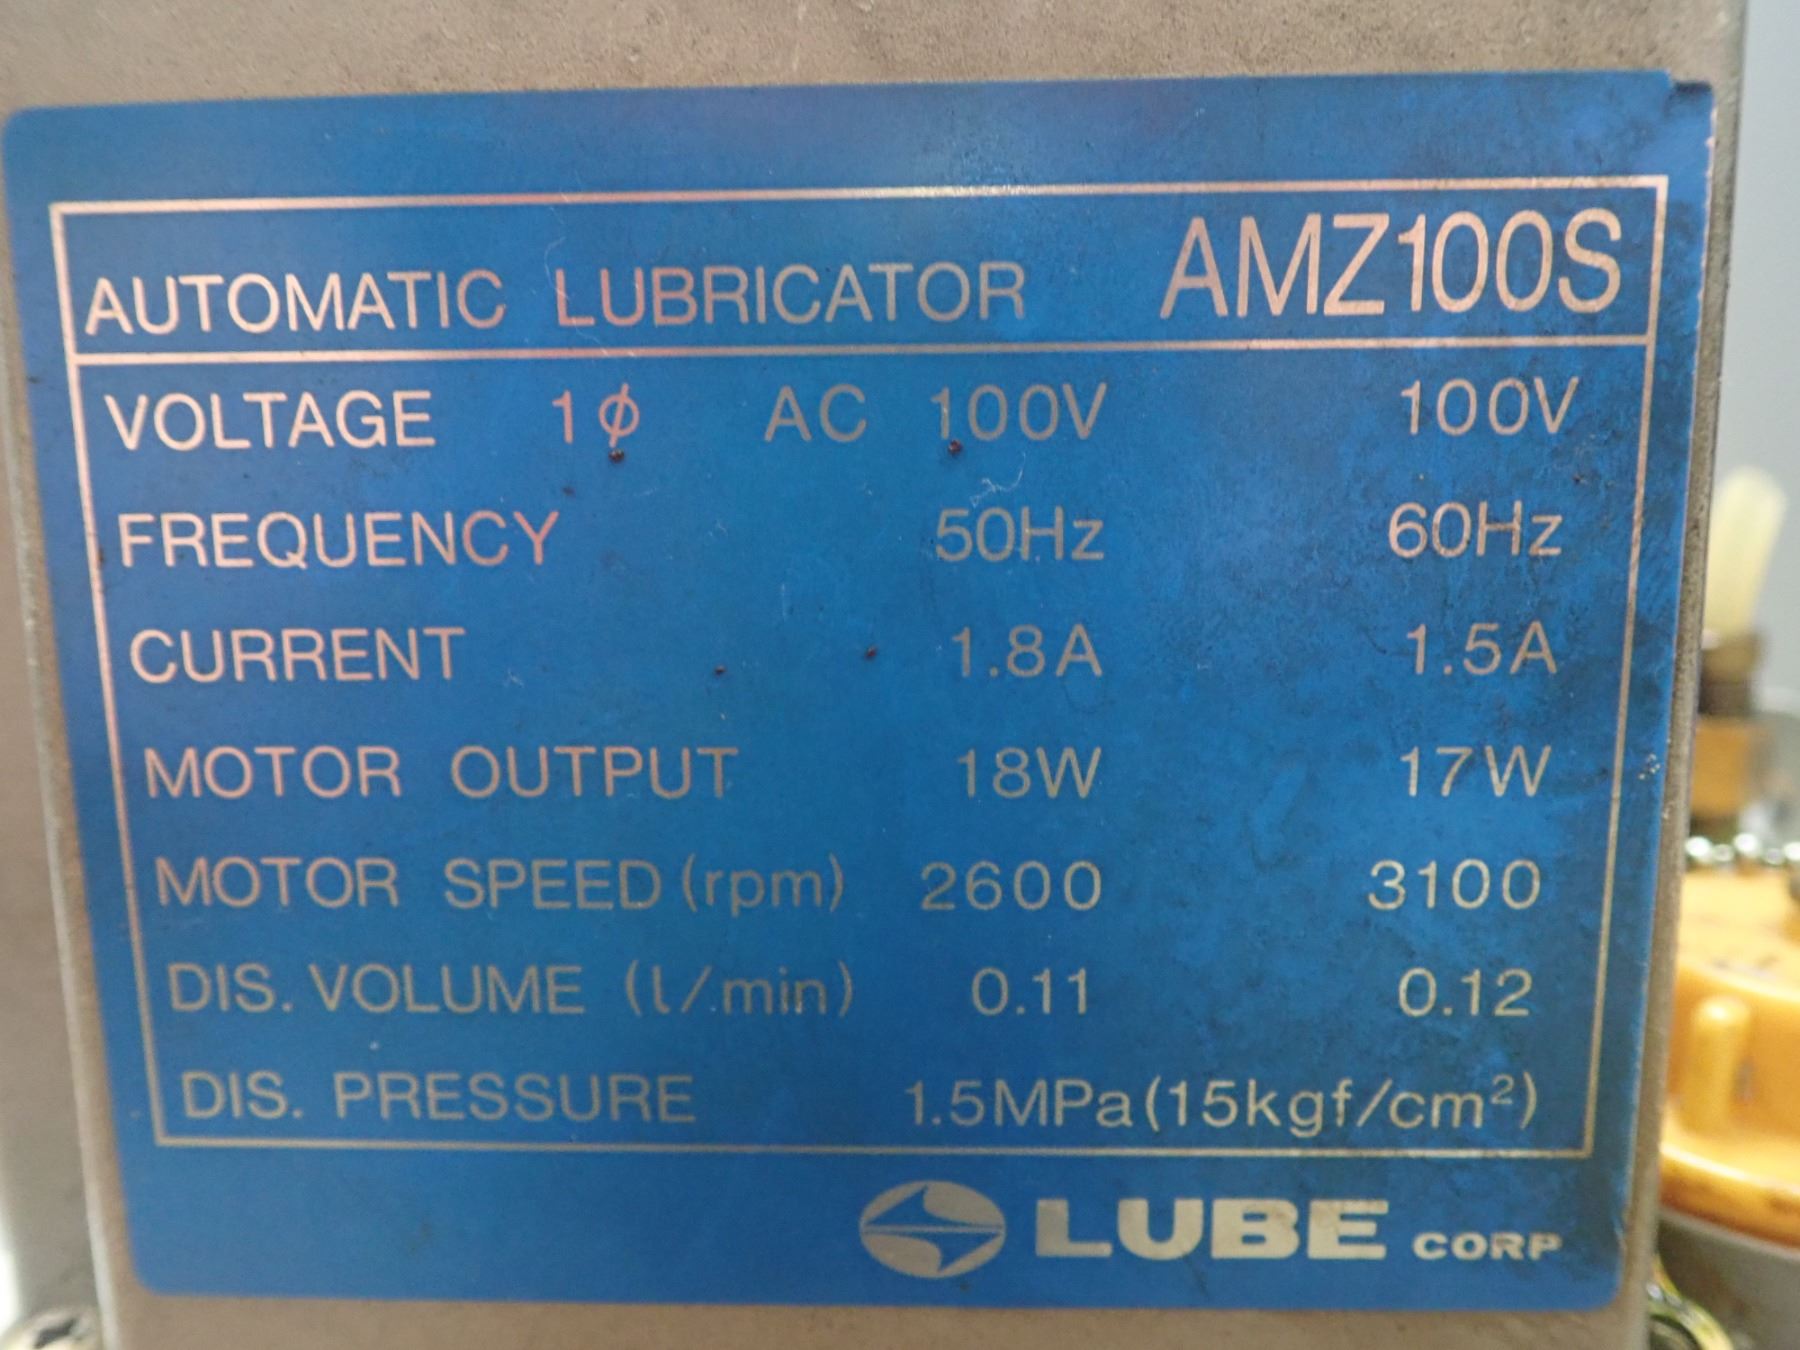 AUTOMATIC LUBRICATOR AMZ100S
VOLTAGE 1ϕ AC 100V 100V
FREQUENCY 50Hz 60Hz
CURRENT 1.8A 1.5A
MOTOR OUTPUT 18W 17W
MOTOR SPEED (rpm) 2600 3100
DIS. VOLUME (l/min) 0.11 0.12
DIS. PRESSURE 1.5MPa (15kgf/cm²)
LUBE CORP